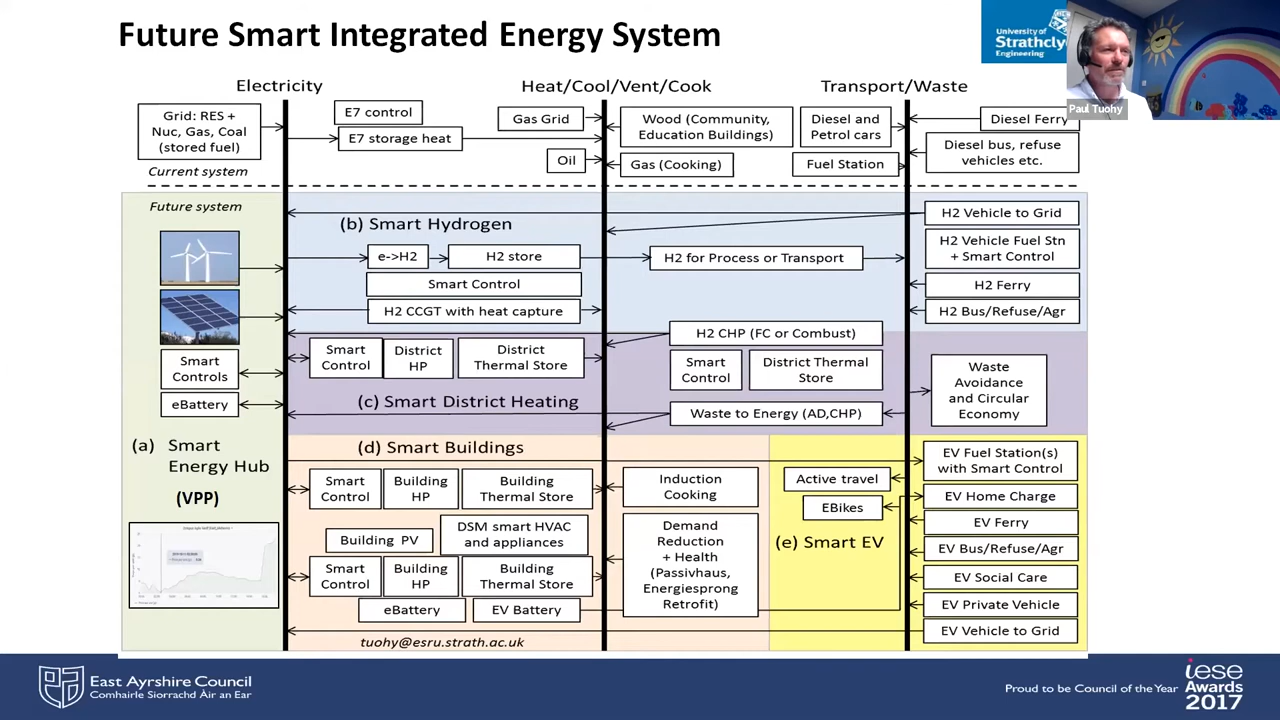 Future Smart Integrated Energy System
University of
Strathcly
Engineering
Paul Tuohy
Electricity
Heat/Cool/Vent/Cook
Transport/Waste
Grid: RES +
Nuc, Gas, Coal
(stored fuel)
Current system
E7 control
E7 storage heat
Gas Grid
Oil
Wood (Community,
Education Buildings)
Gas (Cooking)
Diesel and
Petrol cars
Fuel Station
Diesel Ferry
Diesel bus, refuse
vehicles etc.
Future system
(b) Smart Hydrogen
e->H2
H2 store
Smart Control
H2 CCGT with heat capture
H2 for Process or Transport
H2 Vehicle to Grid
H2 Vehicle Fuel Stn
+ Smart Control
H2 Ferry
H2 Bus/Refuse/Agr
Smart
Controls
eBattery
Smart
Control
District
HP
District
Thermal Store
H2 CHP (FC or Combust)
Smart
Control
District Thermal
Store
(c) Smart District Heating
Waste to Energy (AD,CHP)
Waste
Avoidance
and Circular
Economy
(a) Smart
Energy Hub
(VPP)
(d) Smart Buildings
Smart
Control
Building
HP
Building
Thermal Store
Induction
Cooking
Building PV
DSM smart HVAC
and appliances
Smart
Control
Building
HP
Building
Thermal Store
eBattery
EV Battery
Demand
Reduction
+ Health
(Passivhaus,
Energiesprong
Retrofit)
tuohy@esru.strath.ac.uk
Active travel
EBikes
(e) Smart EV
EV Fuel Station(s)
with Smart Control
EV Home Charge
EV Ferry
EV Bus/Refuse/Agr
EV Social Care
EV Private Vehicle
EV Vehicle to Grid
East Ayrshire Council
Comhairle Siorrachd Àir an Ear
Proud to be Council of the Year
iese
Awards
2017